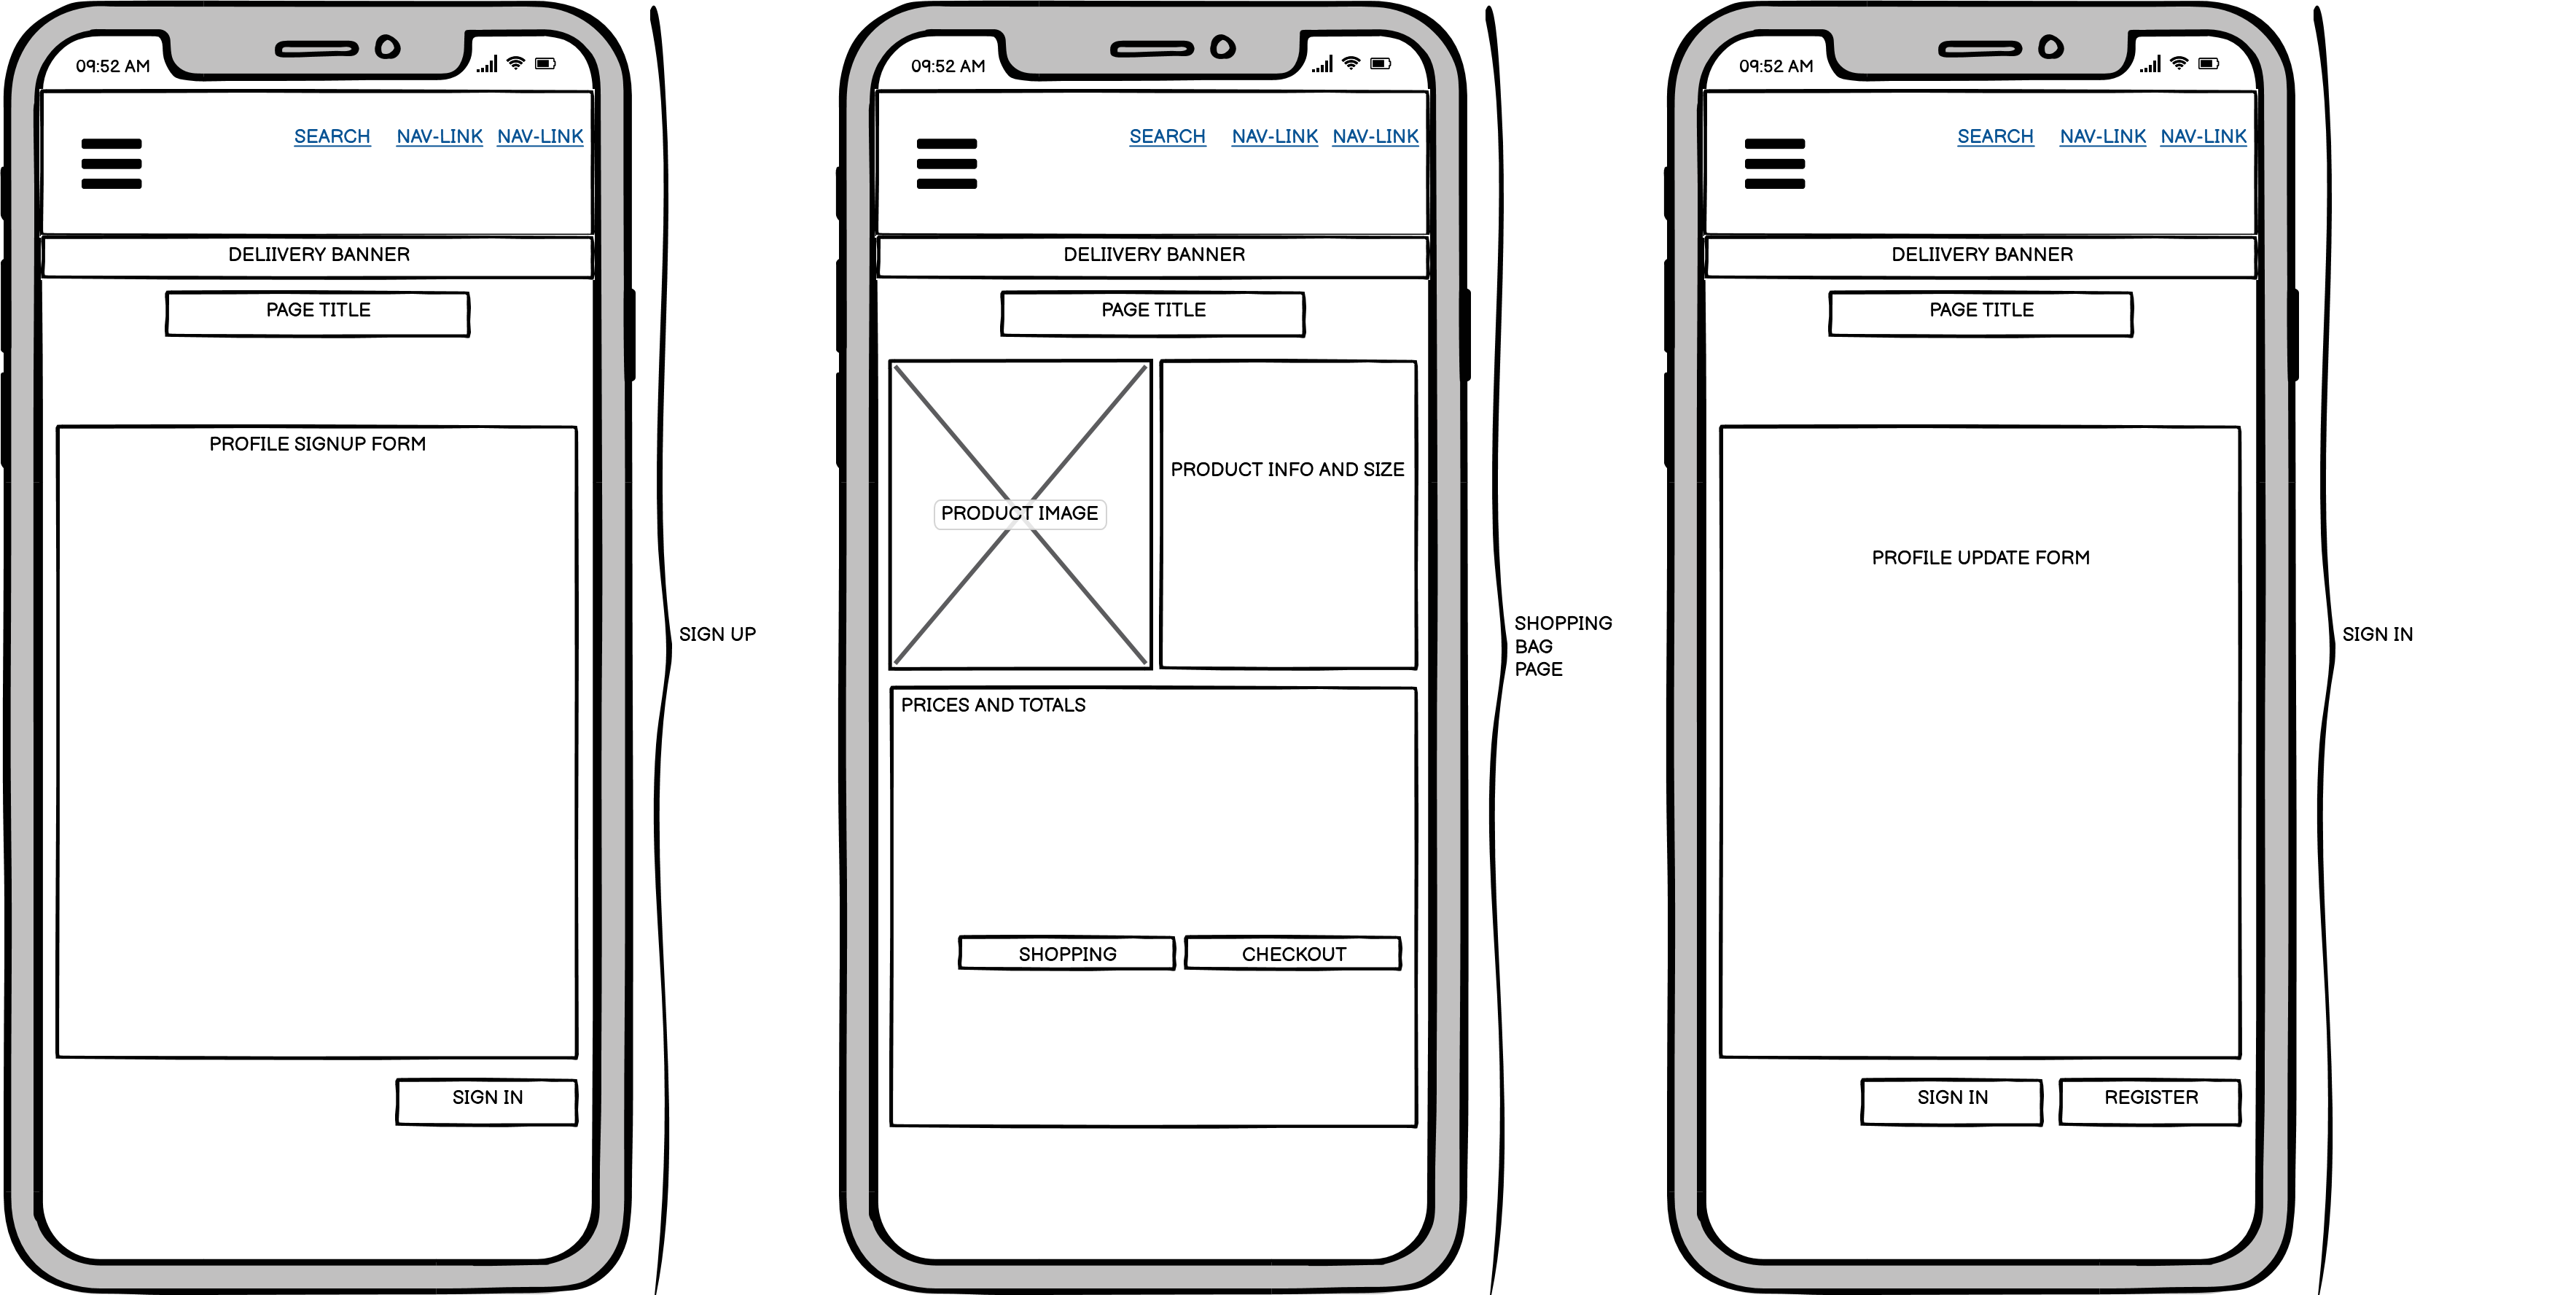 09:52 AM
SEARCH NAV-LINK NAV-LINK
DELIIVERY BANNER
PAGE TITLE
PROFILE SIGNUP FORM
SIGN IN
SIGN UP
09:52 AM
SEARCH NAV-LINK NAV-LINK
DELIIVERY BANNER
PAGE TITLE
PRODUCT IMAGE
PRODUCT INFO AND SIZE
PRICES AND TOTALS
SHOPPING CHECKOUT
SHOPPING
BAG
PAGE
09:52 AM
SEARCH NAV-LINK NAV-LINK
DELIIVERY BANNER
PAGE TITLE
PROFILE UPDATE FORM
SIGN IN REGISTER
SIGN IN